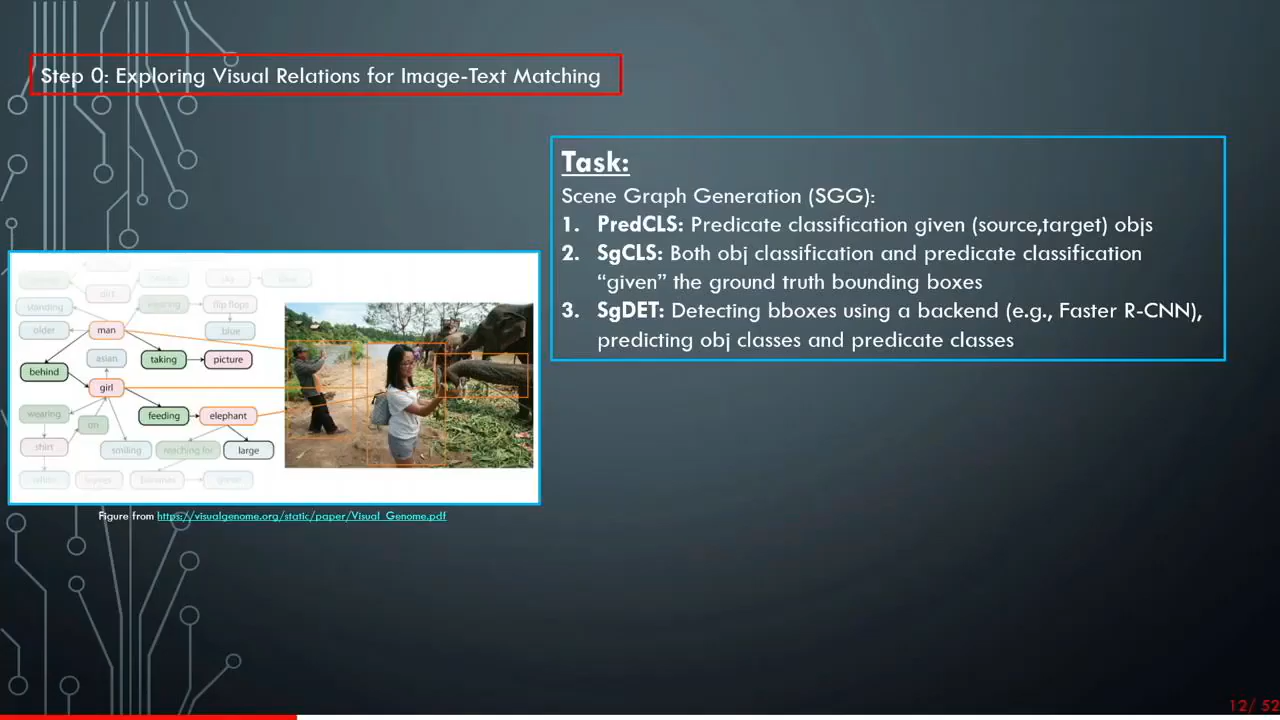 Step 0: Exploring Visual Relations for Image-Text Matching
Task:
Scene Graph Generation (SGG):
1. PredCLS: Predicate classification given (source,target) objs
2. SgCLS: Both obj classification and predicate classification
“given” the ground truth bounding boxes
3. SgDET: Detecting bboxes using a backend (e.g., Faster R-CNN),
predicting obj classes and predicate classes
dirt
wearing
flip flops
standing
older
man
blue
behind
asian
taking
picture
girl
wearing
on
feeding
elephant
shirt
smiling
reaching for
large
Figure from https://visualgenome.org/static/paper/Visual_Genome.pdf
12/ 52